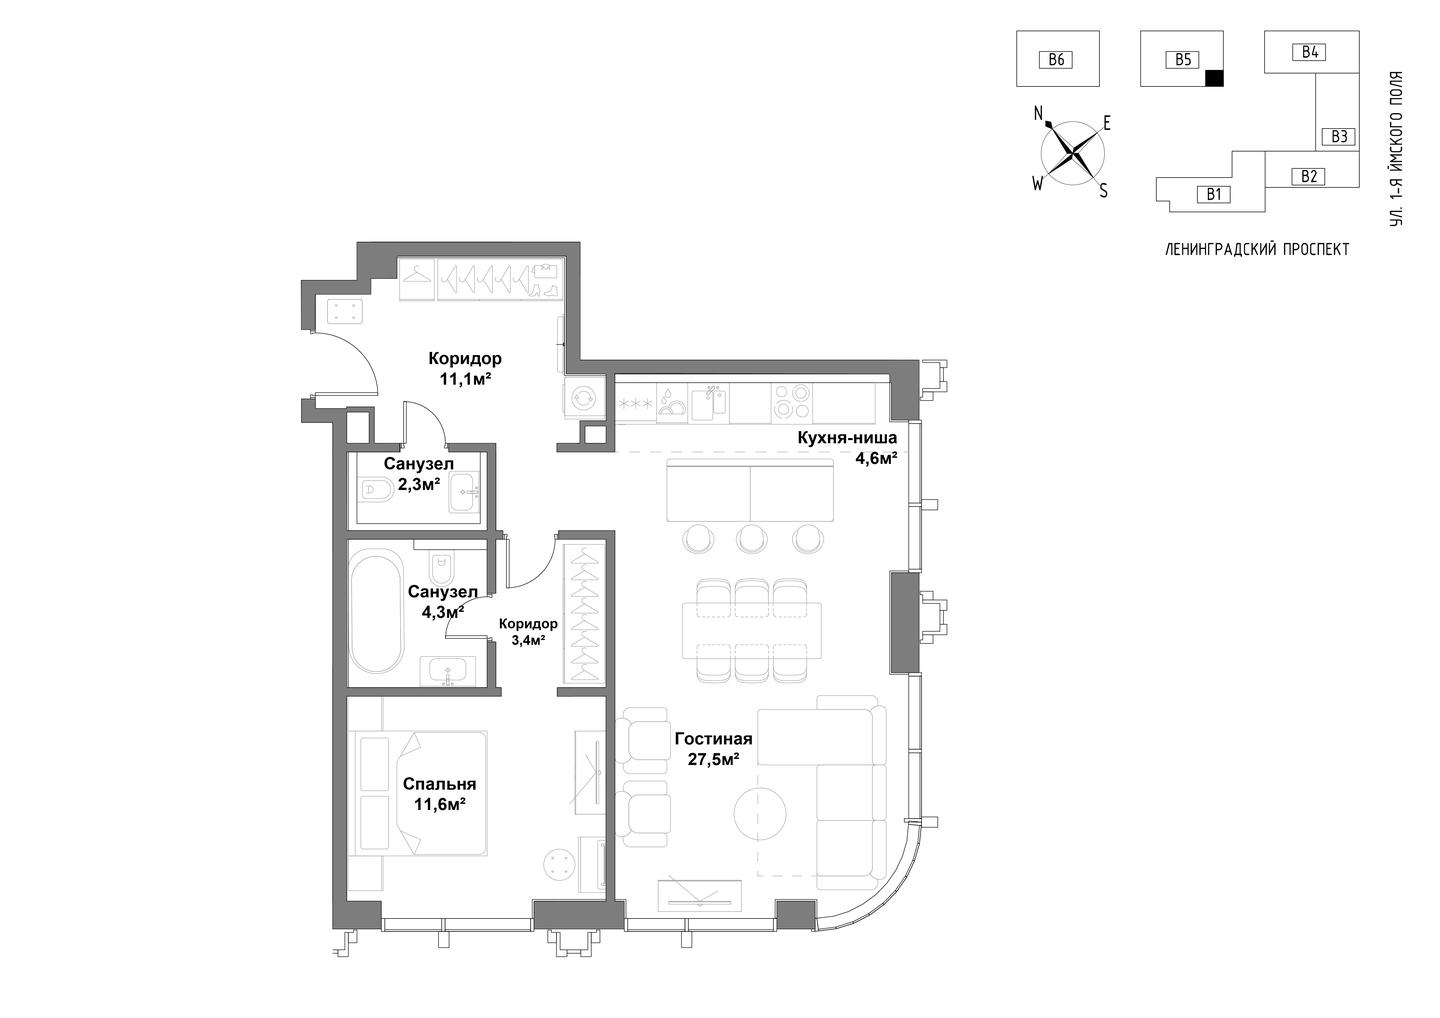 B6
B5
B4
N
E
W
S
B3
B2
B1
УЛ. 1-Я ЙМСКОГО ПОЛЯ
ЛЕНИНГРАДСКИЙ ПРОСПЕКТ
Коридор
11,1м²
Кухня-ниша
4,6м²
Санузел
2,3м²
Санузел
4,3м²
Коридор
3,4м²
Гостиная
27,5м²
Спальня
11,6м²